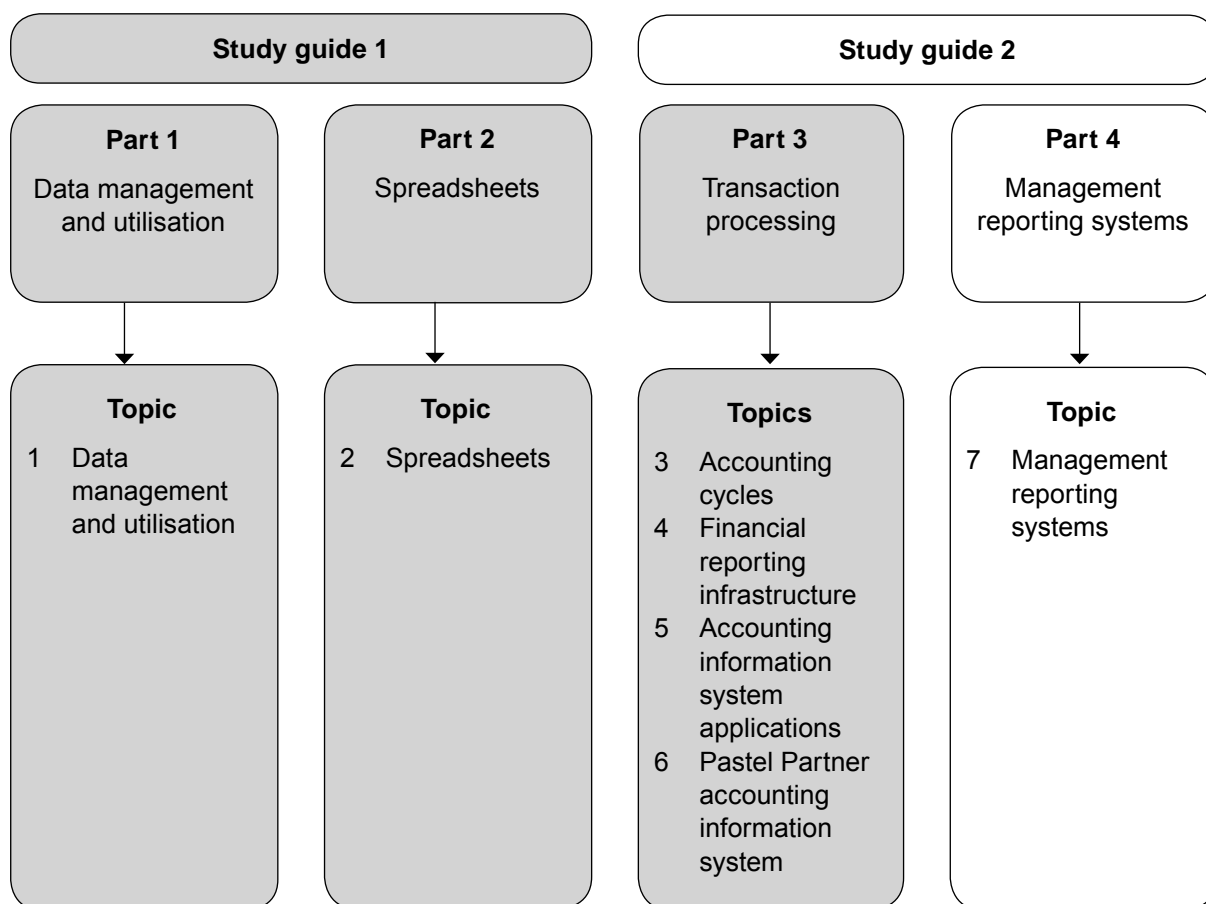 Study guide 1
Study guide 2
Part 1
Data management
and utilisation
Part 2
Spreadsheets
Part 3
Transaction
processing
Part 4
Management
reporting systems
Topic
1 Data
management
and utilisation
Topic
2 Spreadsheets
Topics
3 Accounting
cycles
4 Financial
reporting
infrastructure
5 Accounting
information
system
applications
6 Pastel Partner
accounting
information
system
Topic
7 Management
reporting
systems